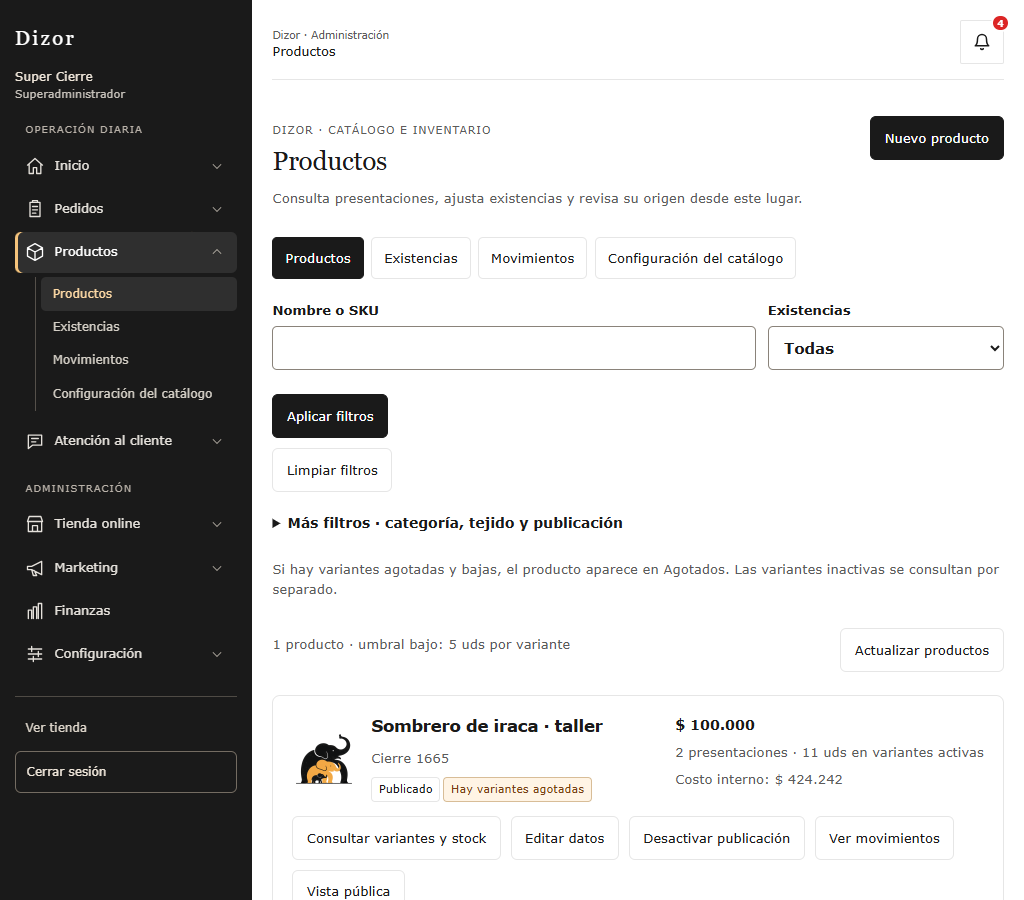 Dizor
Super Cierre
Superadministrador
OPERACIÓN DIARIA
Inicio
Pedidos
Productos
Productos
Existencias
Movimientos
Configuración del catálogo
Atención al cliente
ADMINISTRACIÓN
Tienda online
Marketing
Finanzas
Configuración
Ver tienda
Cerrar sesión
Dizor · Administración
Productos
4
DIZOR · CATÁLOGO E INVENTARIO
Productos
Nuevo producto
Consulta presentaciones, ajusta existencias y revisa su origen desde este lugar.
Productos Existencias Movimientos Configuración del catálogo
Nombre o SKU Existencias
Todas
Aplicar filtros
Limpiar filtros
Más filtros · categoría, tejido y publicación
Si hay variantes agotadas y bajas, el producto aparece en Agotados. Las variantes inactivas se consultan por
separado.
1 producto · umbral bajo: 5 uds por variante
Actualizar productos
Sombrero de iraca · taller
Cierre 1665
Publicado Hay variantes agotadas
$ 100.000
2 presentaciones · 11 uds en variantes activas
Costo interno: $ 424.242
Consultar variantes y stock Editar datos Desactivar publicación Ver movimientos
Vista pública